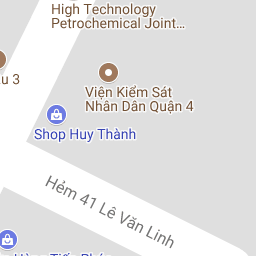 High Technology
Petrochemical Joint...
u 3
Viện Kiểm Sát
Nhân Dân Quận 4
Shop Huy Thành
Hẻm 41 Lê Văn Linh